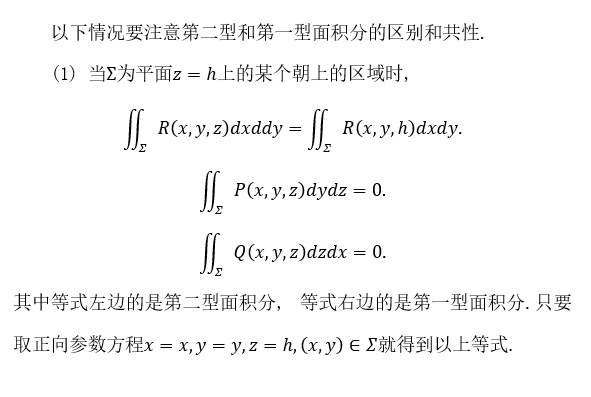 以下情况要注意第二型和第一型面积分的区别和共性.
(1) 当Σ为平面z = h上的某个朝上的区域时,
∬_Σ R(x, y, z)dxddy = ∬_Σ R(x, y, h)dxdy.
∬_Σ P(x, y, z)dydz = 0.
∬_Σ Q(x, y, z)dzdx = 0.
其中等式左边的是第二型面积分, 等式右边的是第一型面积分. 只要
取正向参数方程x = x, y = y, z = h, (x, y) ∈ Σ就得到以上等式.